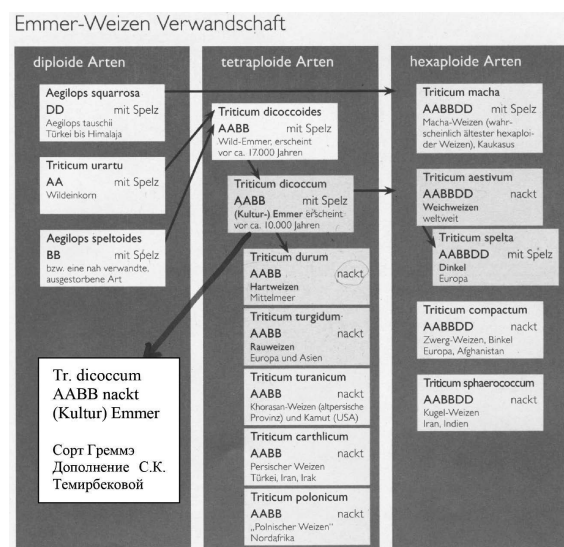 Emmer-Weizen Verwandschaft
diploide Arten
Aegilops squarrosa
DD mit Spelz
Aegilops tauschii
Türkei bis Himalaja
Triticum urartu
AA mit Spelz
Wildeinkorn
Aegilops speltoides
BB mit Spelz
bzw. eine nah verwandte,
ausgestorbene Art
Tr. dicoccum
AABB nackt
(Kultur) Emmer
Сорт Греммэ
Дополнение С.К.
Темирбековой
tetraploide Arten
Triticum dicoccoides
AABB mit Spelz
Wild-Emmer, erscheint
vor ca. 17.000 Jahren
Triticum dicoccum
AABB mit Spelz
(Kultur-) Emmer erscheint
vor ca. 10.000 Jahren
Triticum durum
AABB nackt
Hartweizen
Mittelmeer
Triticum turgidum
AABB nackt
Rauweizen
Europa und Asien
Triticum turanicum
AABB nackt
Khorasan-Weizen (altpersische
Provinz) und Kamut (USA)
Triticum carthlicum
AABB nackt
Persischer Weizen
Türkei, Iran, Irak
Triticum polonicum
AABB nackt
„Polnischer Weizen"
Nordafrika
hexaploide Arten
Triticum macha
AABBDD mit Spelz
Macha-Weizen (wahr-
scheinlich ältester hexaploi-
der Weizen), Kaukasus
Triticum aestivum
AABBDD nackt
Weichweizen
weltweit
Triticum spelta
AABBDD mit Spelz
Dinkel
Europa
Triticum compactum
AABBDD nackt
Zwerg-Weizen, Binkel
Europa, Afghanistan
Triticum sphaerococcum
AABBDD nackt
Kugel-Weizen
Iran, Indien